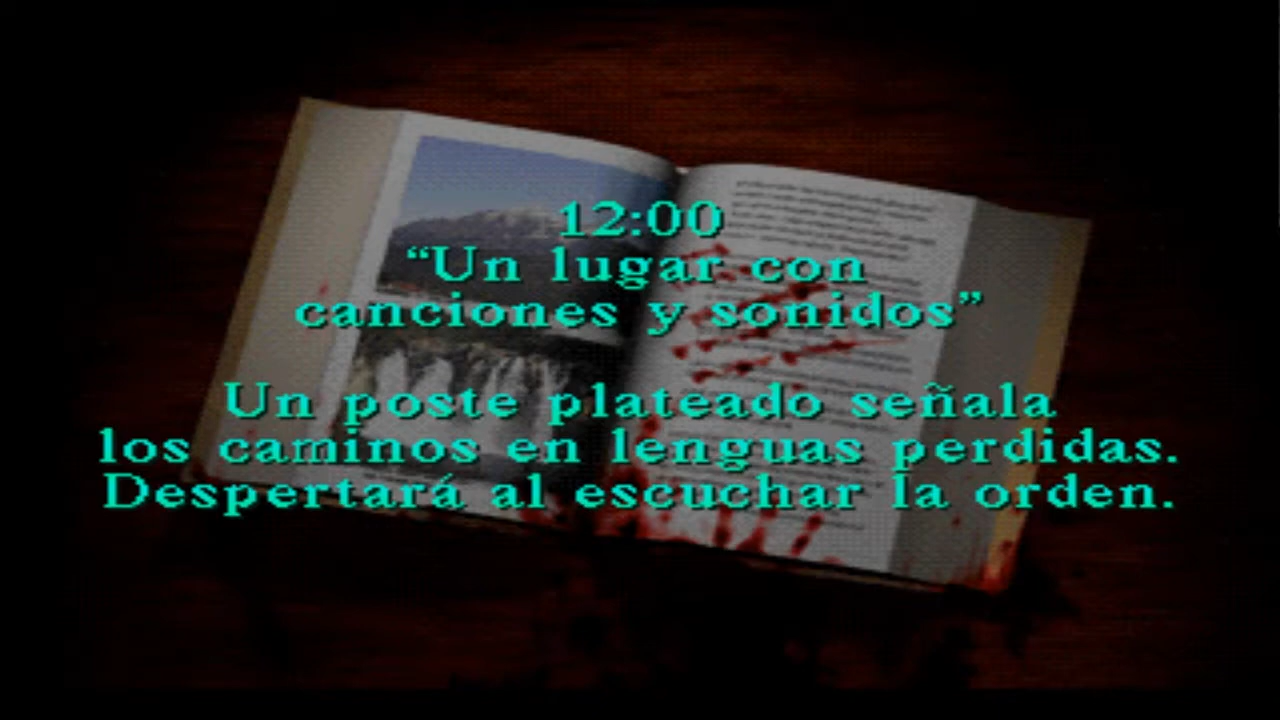 12:00
“Un lugar con
canciones y sonidos”
Un poste plateado señala
los caminos en lenguas perdidas.
Despertará al escuchar la orden.